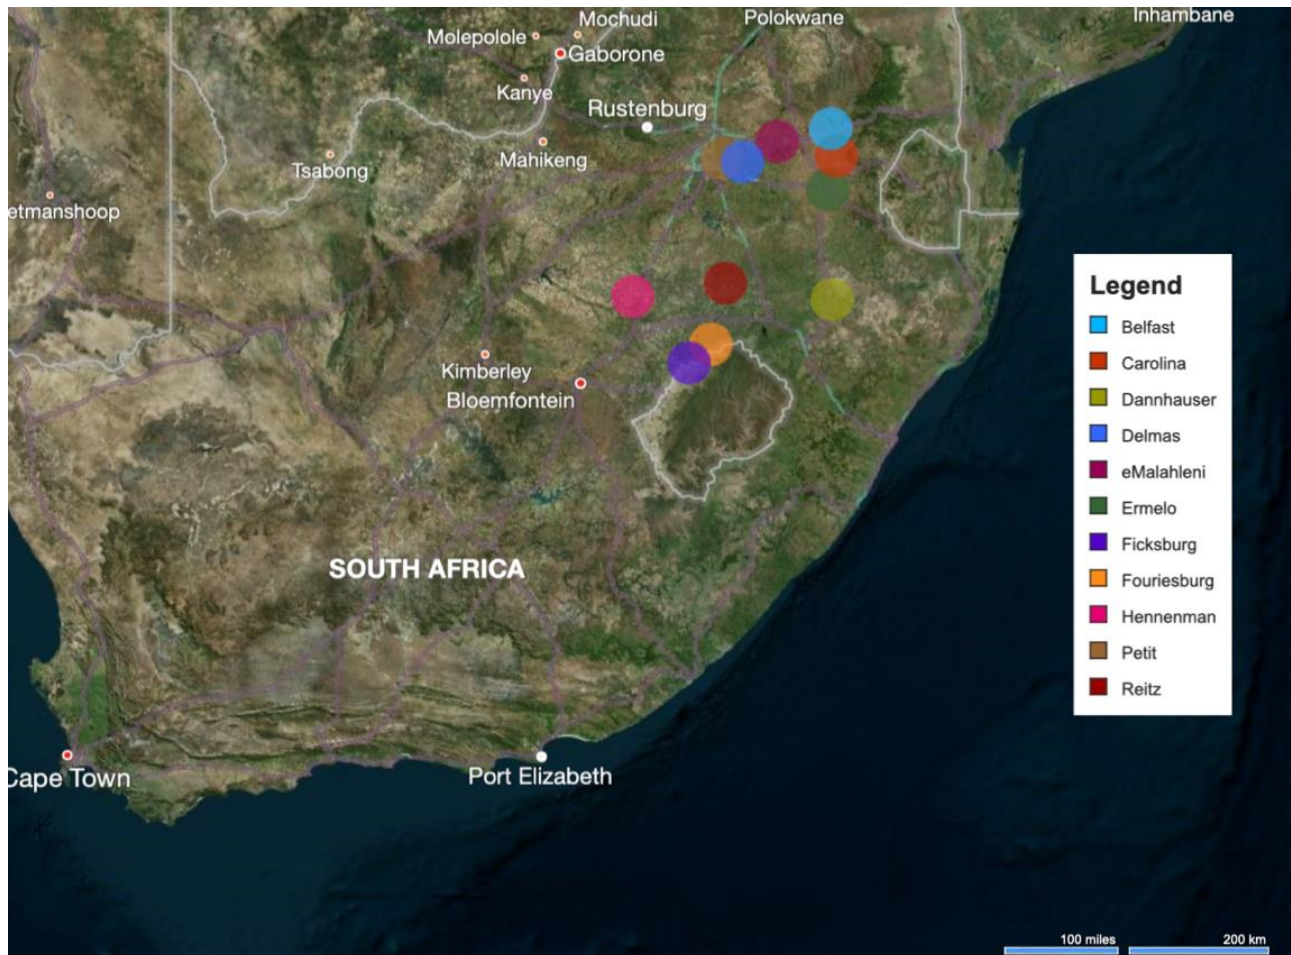 Mochudi
Polokwane
Inhambane
Molepolole
Gaborone
Kanye
Rustenburg
Mahikeng
Tsabong
etmanshoop
Legend
Belfast
Carolina
Dannhauser
Delmas
eMalahleni
Ermelo
Ficksburg
Fouriesburg
Hennenman
Petit
Reitz
Kimberley
Bloemfontein
SOUTH AFRICA
Cape Town
Port Elizabeth
100 miles
200 km